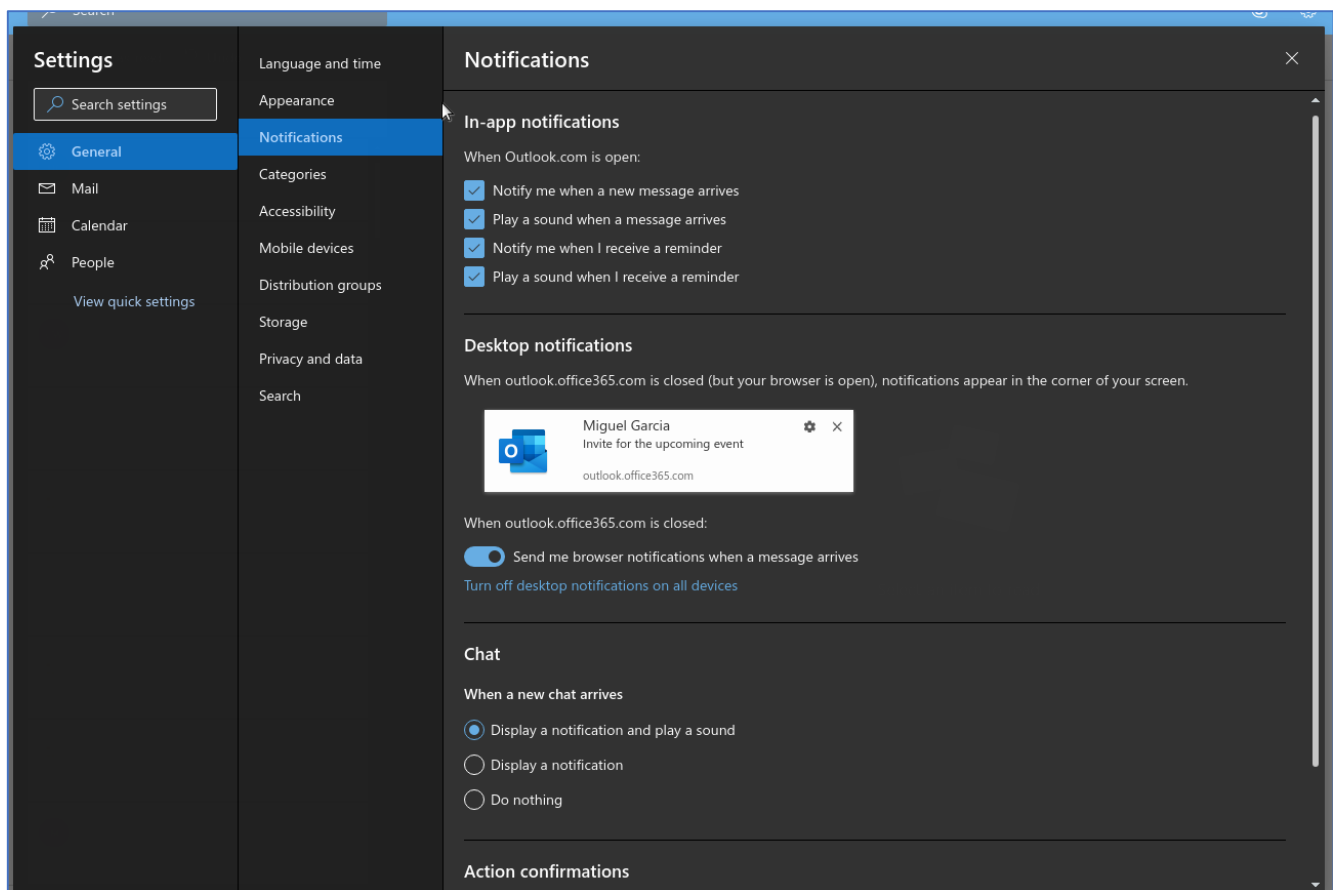 Search
Settings
Search settings
General
Mail
Calendar
People
View quick settings
Language and time
Appearance
Notifications
Categories
Accessibility
Mobile devices
Distribution groups
Storage
Privacy and data
Search
Notifications
In-app notifications
When Outlook.com is open:
Notify me when a new message arrives
Play a sound when a message arrives
Notify me when I receive a reminder
Play a sound when I receive a reminder
Desktop notifications
When outlook.office365.com is closed (but your browser is open), notifications appear in the corner of your screen.
O
Miguel Garcia
Invite for the upcoming event
outlook.office365.com
When outlook.office365.com is closed:
Send me browser notifications when a message arrives
Turn off desktop notifications on all devices
Chat
When a new chat arrives
Display a notification and play a sound
Display a notification
Do nothing
Action confirmations